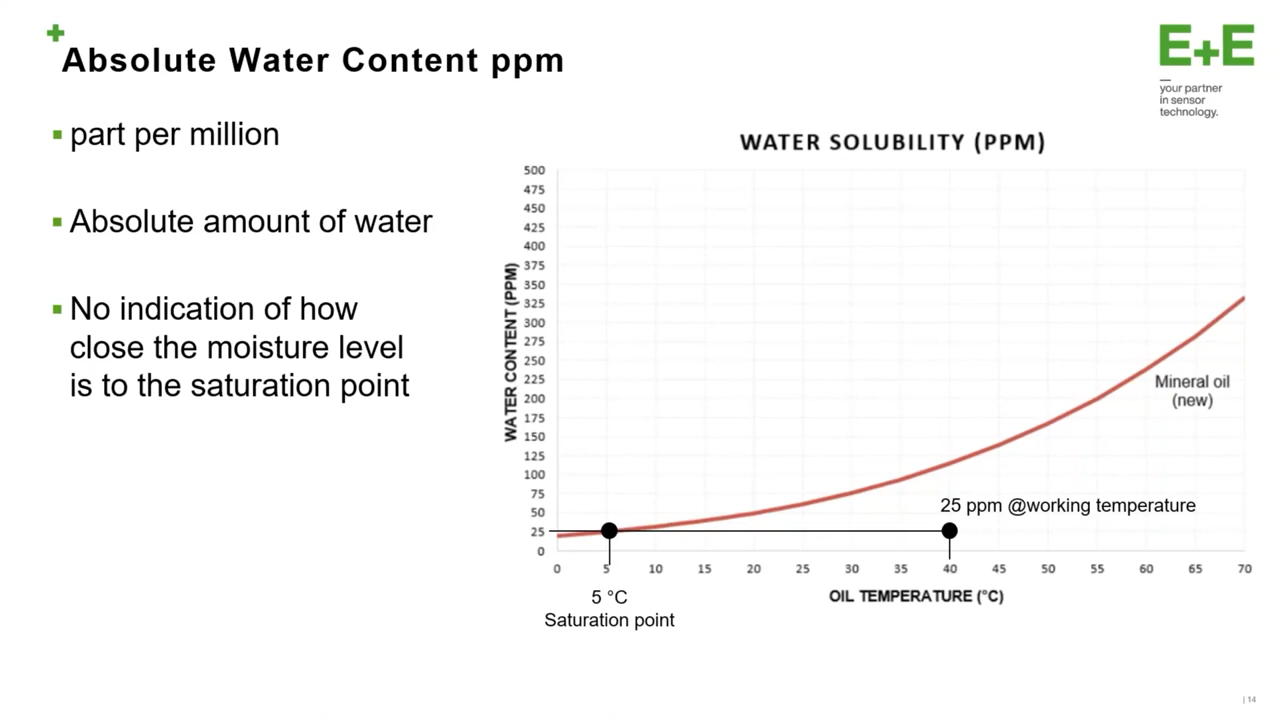 Absolute Water Content ppm
E+E
your partner
in sensor
technology.
part per million
Absolute amount of water
No indication of how
close the moisture level
is to the saturation point
WATER SOLUBILITY (PPM)
WATER CONTENT (PPM)
500
475
450
425
400
375
350
325
300
275
250
225
200
175
150
125
100
75
50
25
0
Mineral oil
(new)
25 ppm @working temperature
0 5 10 15 20 25 30 35 40 45 50 55 60 65 70
OIL TEMPERATURE (°C)
5 °C
Saturation point
| 14